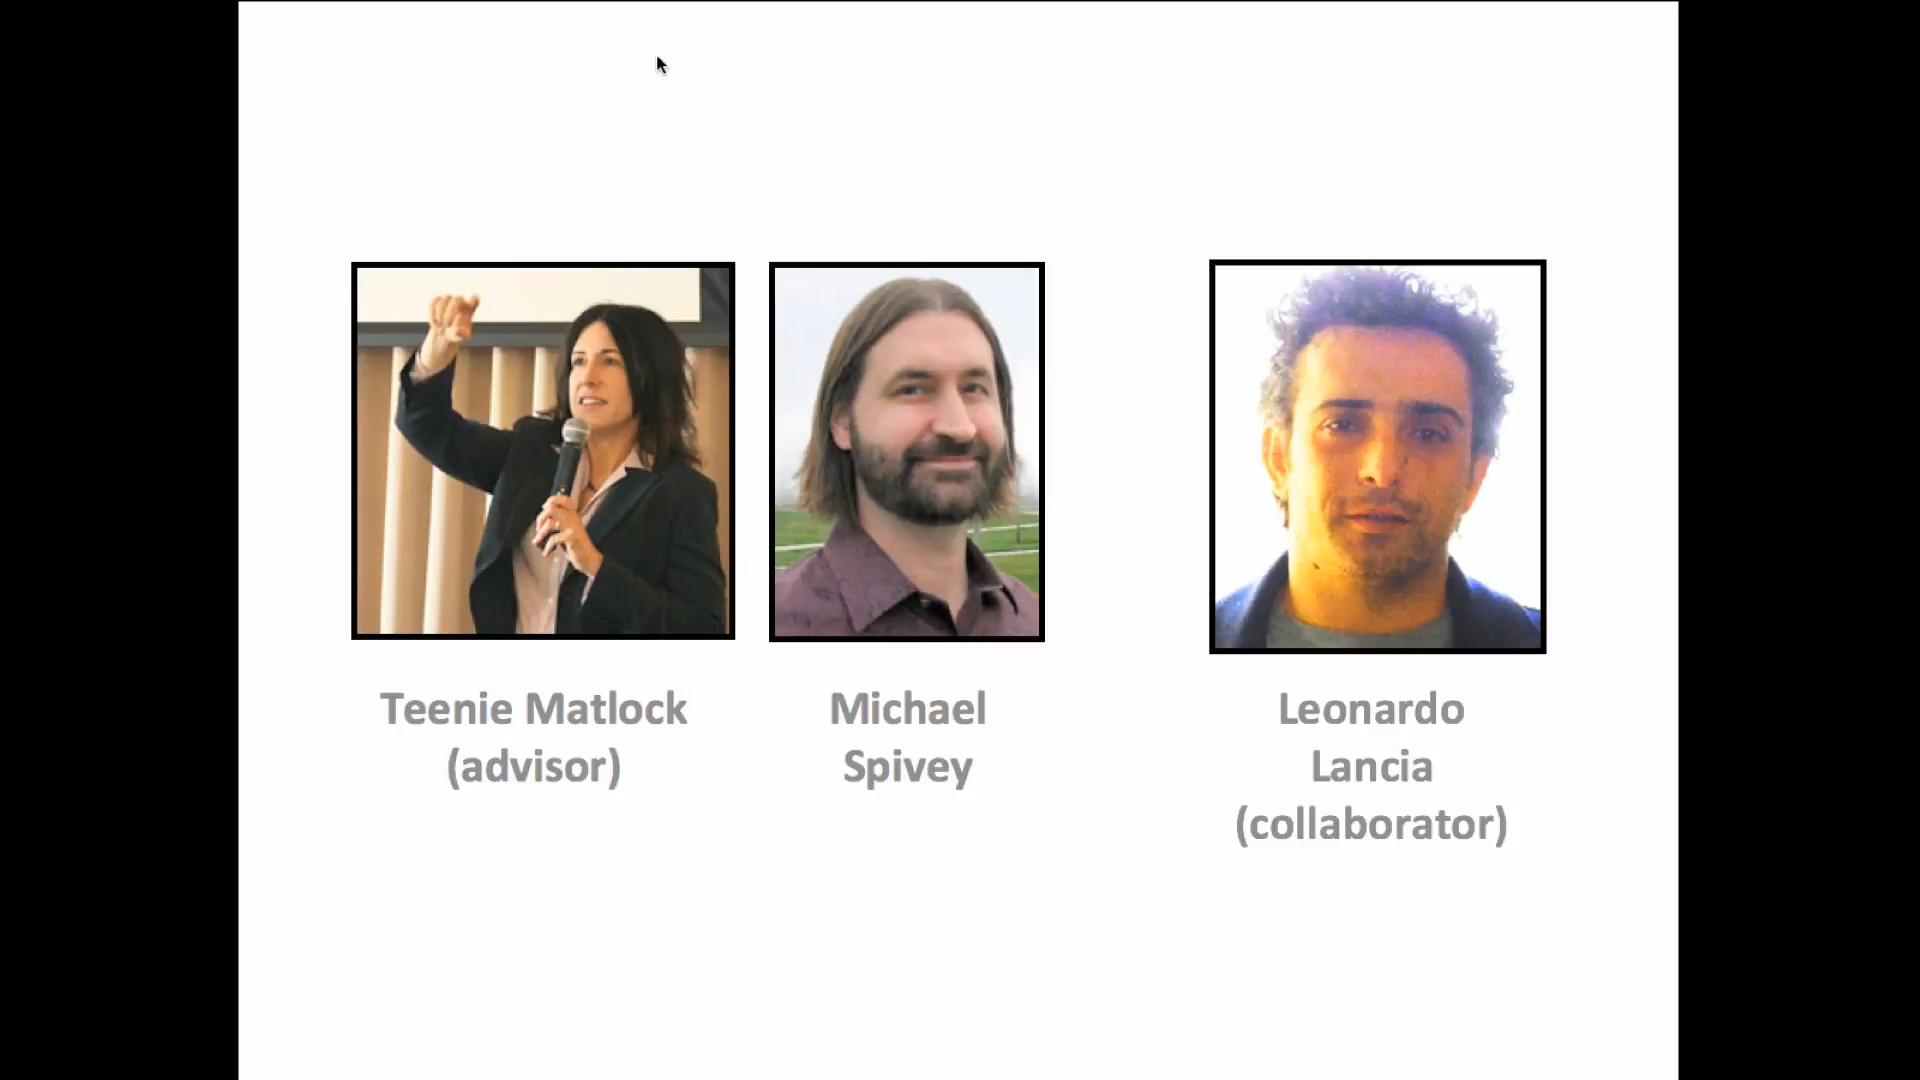 Teenie Matlock
(advisor)
Michael
Spivey
Leonardo
Lancia
(collaborator)